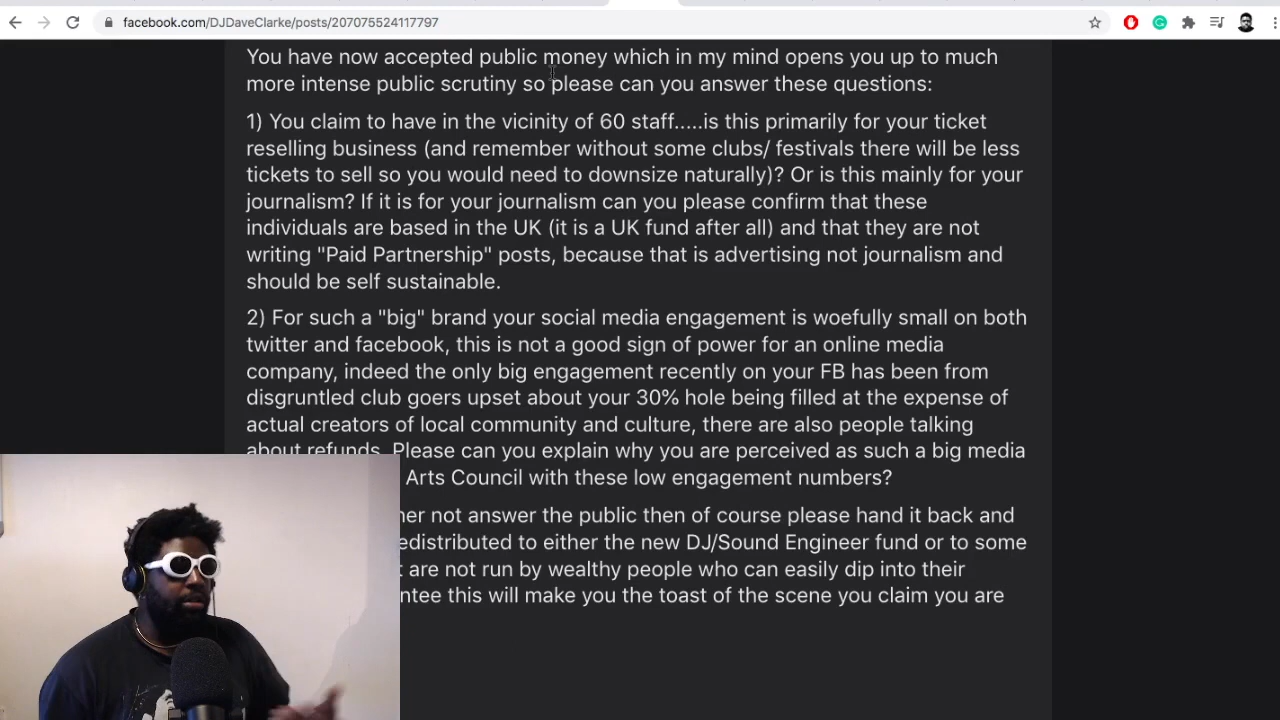 facebook.com/DJDaveClarke/posts/207075524117797
You have now accepted public money which in my mind opens you up to much
more intense public scrutiny so please can you answer these questions:
1) You claim to have in the vicinity of 60 staff.....is this primarily for your ticket
reselling business (and remember without some clubs/ festivals there will be less
tickets to sell so you would need to downsize naturally)? Or is this mainly for your
journalism? If it is for your journalism can you please confirm that these
individuals are based in the UK (it is a UK fund after all) and that they are not
writing "Paid Partnership" posts, because that is advertising not journalism and
should be self sustainable.
2) For such a "big" brand your social media engagement is woefully small on both
twitter and facebook, this is not a good sign of power for an online media
company, indeed the only big engagement recently on your FB has been from
disgruntled club goers upset about your 30% hole being filled at the expense of
actual creators of local community and culture, there are also people talking
about refunds. Please can you explain why you are perceived as such a big media
Arts Council with these low engagement numbers?
not answer the public then of course please hand it back and
to either the new DJ/Sound Engineer fund or to some
are not run by wealthy people who can easily dip into their
this will make you the toast of the scene you claim you are